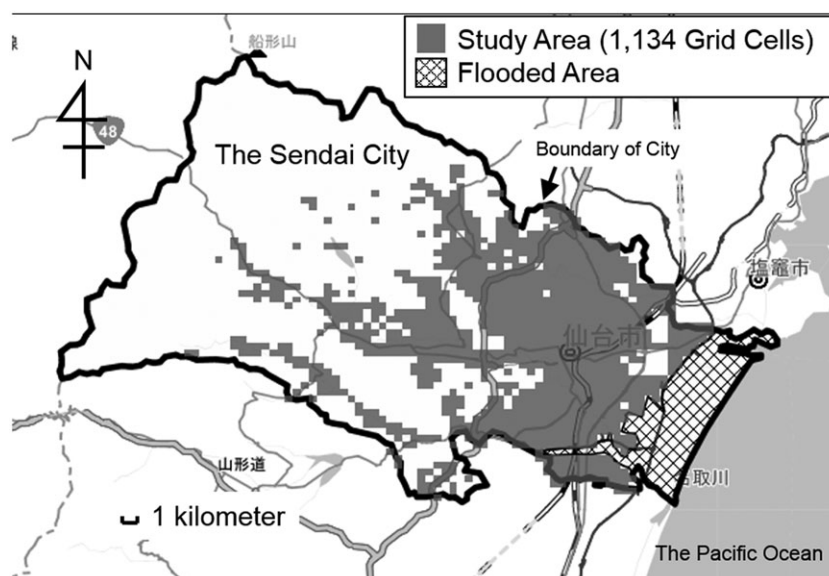 船形山
Study Area (1,134 Grid Cells)
Flooded Area
N
48
The Sendai City
Boundary of City
塩竈市
仙台市
山形道
名取川
1 kilometer
The Pacific Ocean